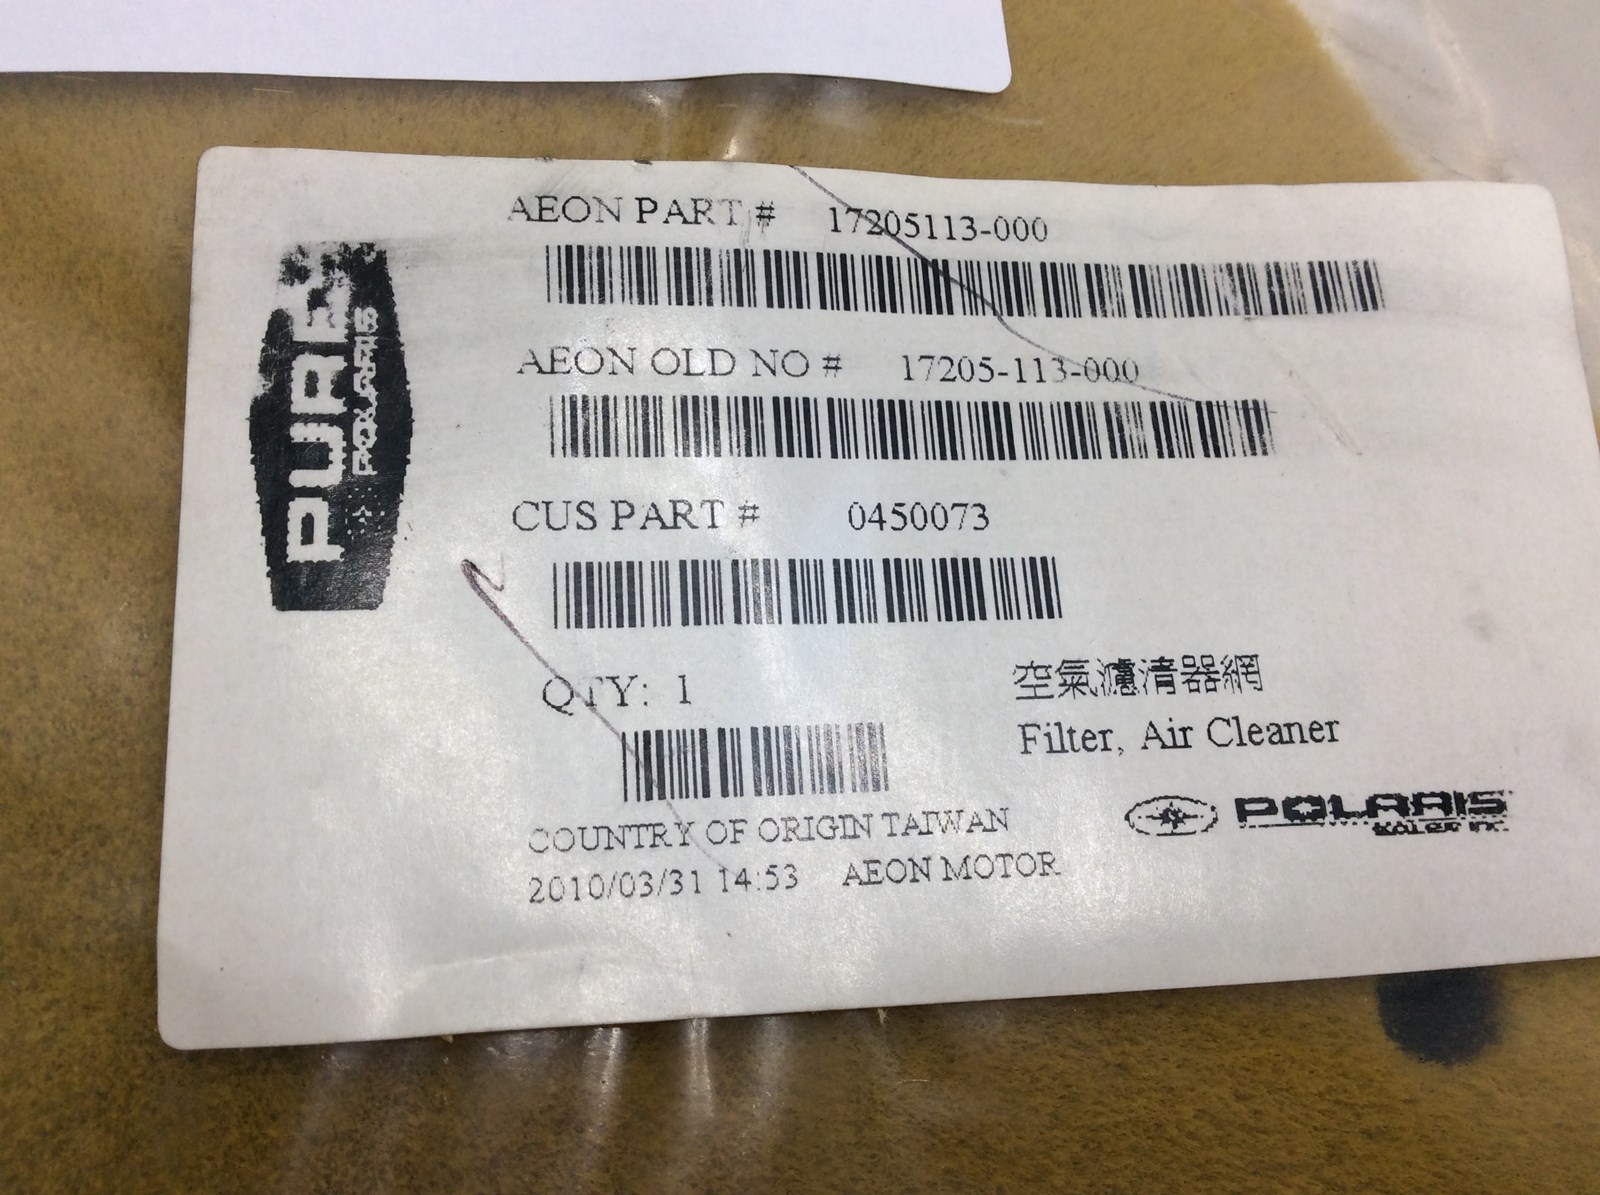 PURE
POLARIS
AEON PART # 17205113-000
AEON OLD NO # 17205-113-000
CUS PART # 0450073
QTY: 1
空氣濾清器網
Filter, Air Cleaner
POLARIS
SALES INC.
COUNTRY OF ORIGIN TAIWAN
2010/03/31 14:53 AEON MOTOR